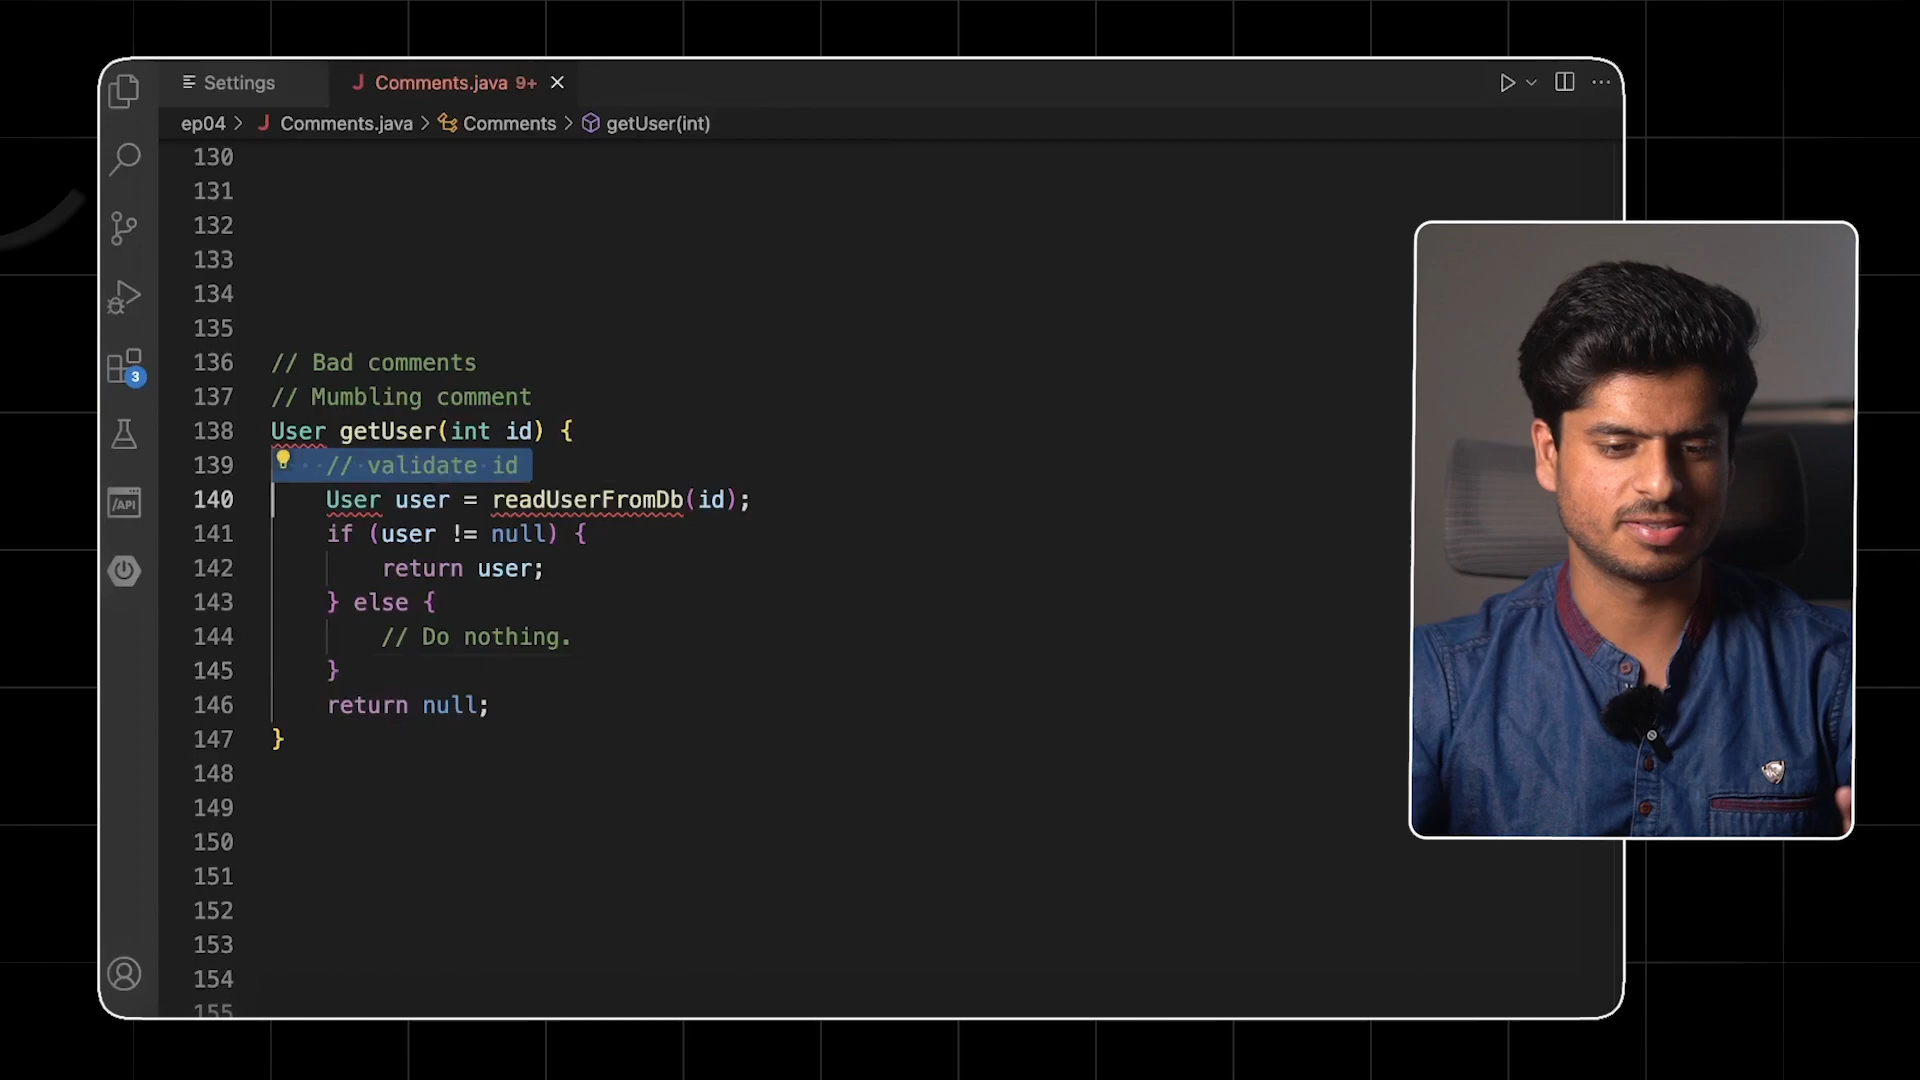 Settings
J Comments.java 9+
ep04 > J Comments.java > Comments > getUser(int)
130
131
132
133
134
135
136 // Bad comments
137 // Mumbling comment
138 User getUser(int id) {
139 // validate id
140 User user = readUserFromDb(id);
141 if (user != null) {
142 return user;
143 } else {
144 // Do nothing.
145 }
146 return null;
147 }
148
149
150
151
152
153
154
155
3
/API